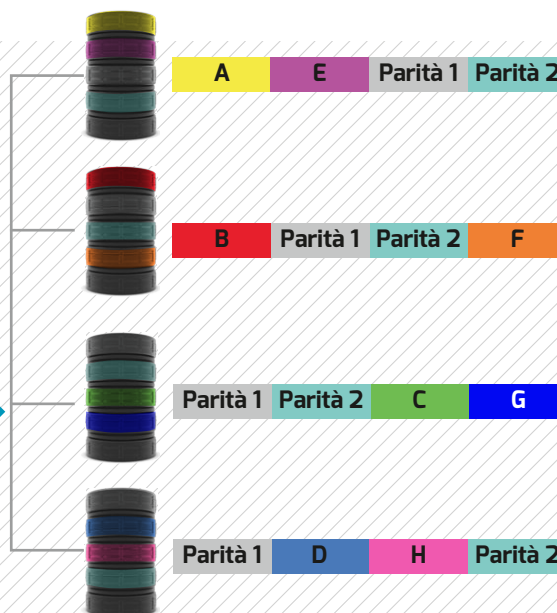 A E Parità 1 Parità 2
B Parità 1 Parità 2 F
Parità 1 Parità 2 C G
Parità 1 D H Parità 2